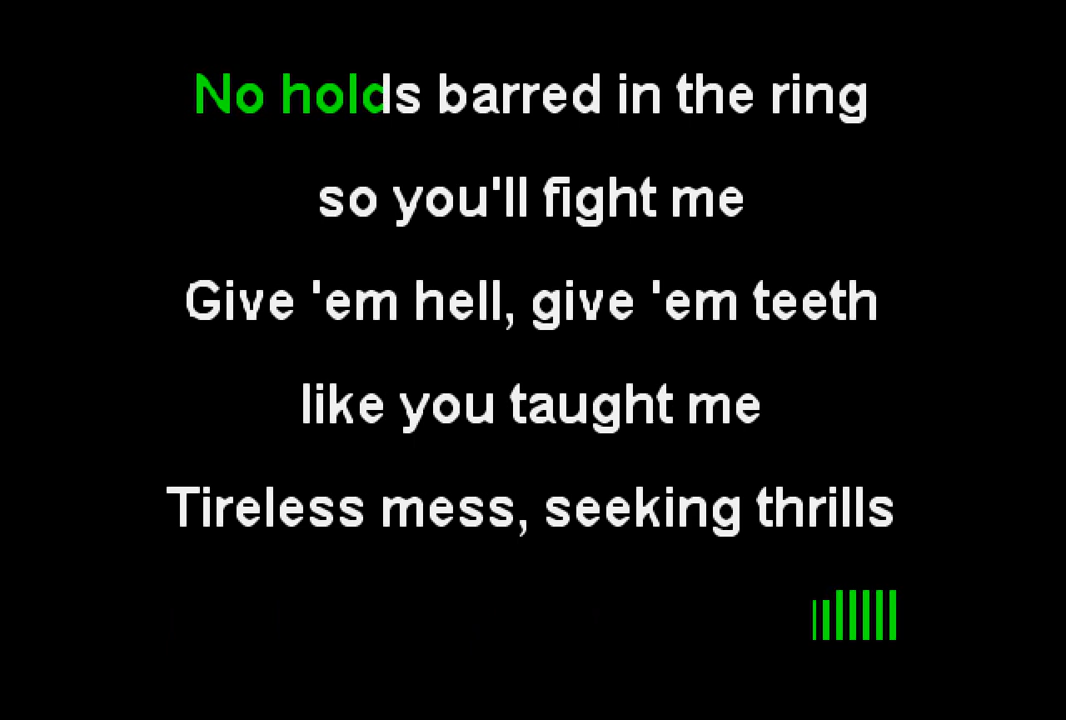 No holds barred in the ring
so you'll fight me
Give 'em hell, give 'em teeth
like you taught me
Tireless mess, seeking thrills